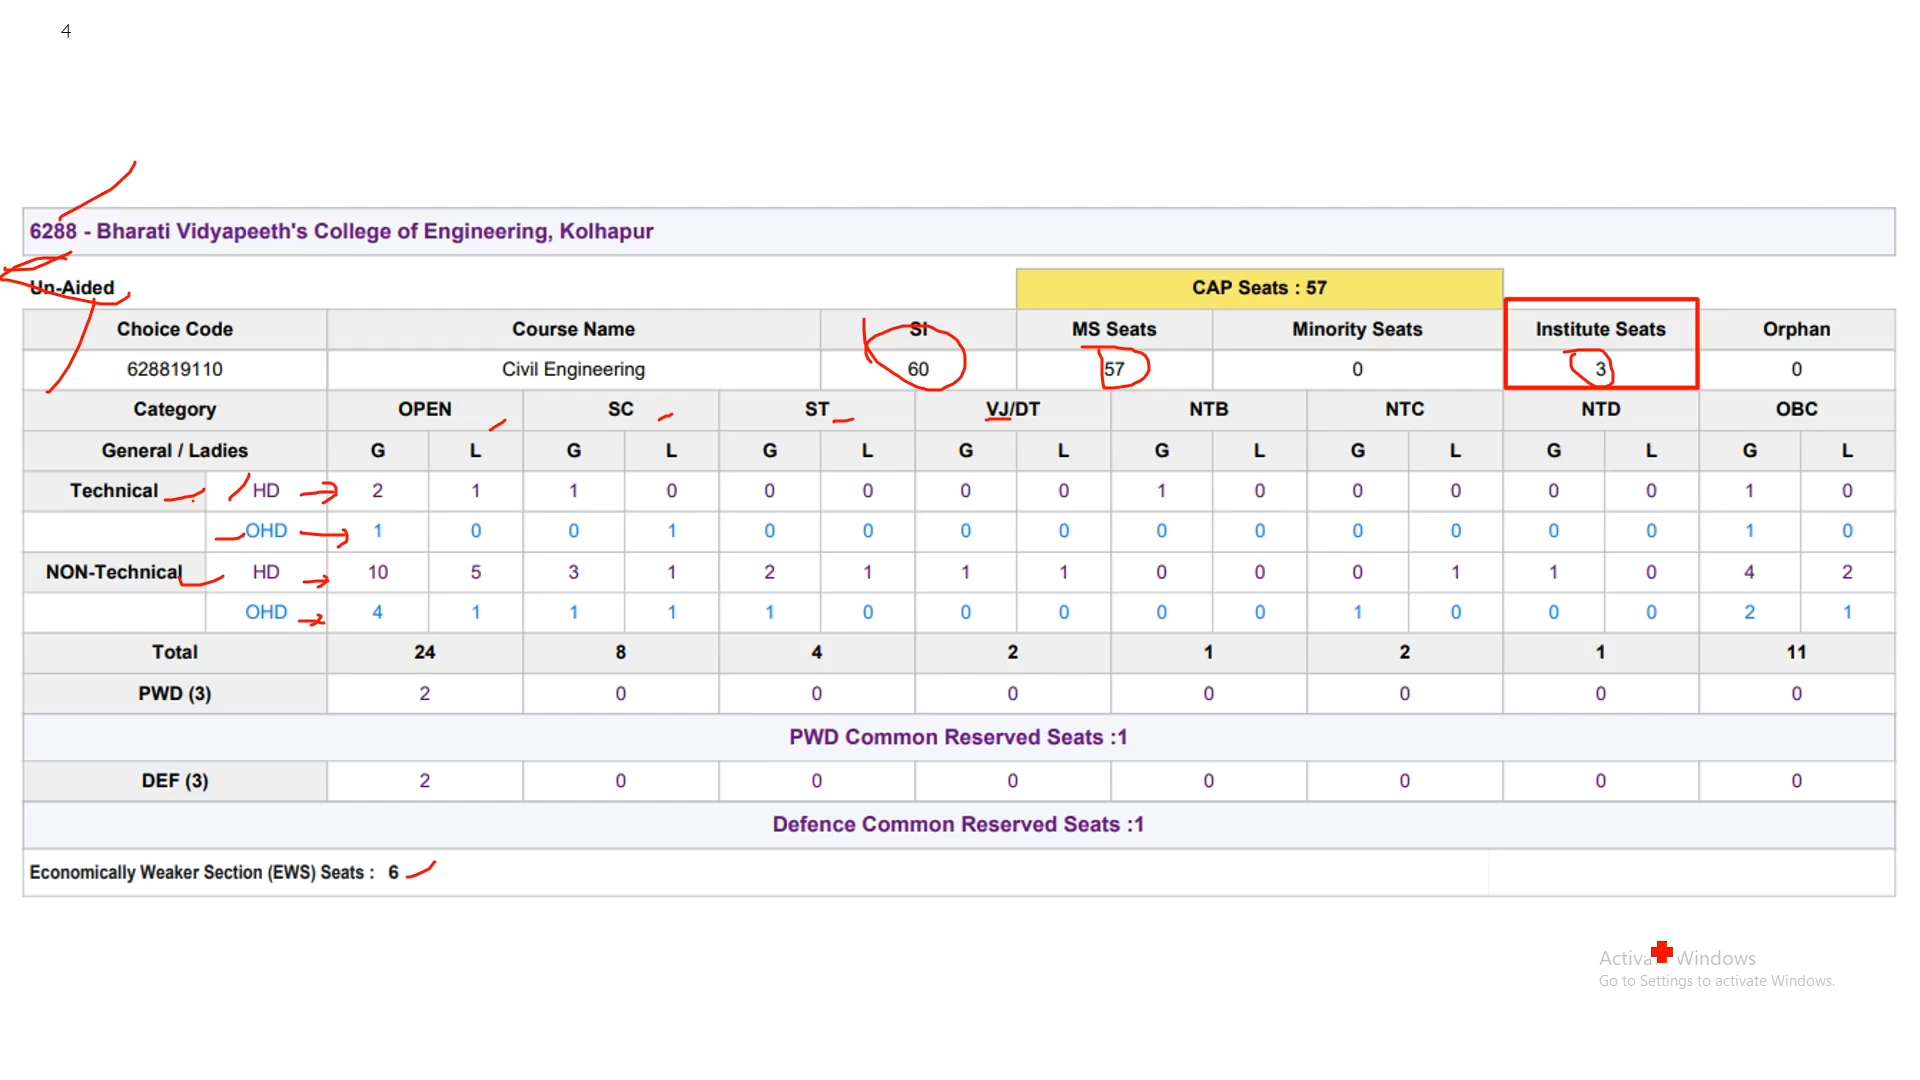 4
6288 - Bharati Vidyapeeth's College of Engineering, Kolhapur
Un-Aided CAP Seats : 57
Choice Code Course Name SI MS Seats Minority Seats Institute Seats Orphan
628819110 Civil Engineering 60 57 0 3 0
Category OPEN SC ST VJ/DT NTB NTC NTD OBC
General / Ladies G L G L G L G L G L G L G L G L
Technical HD 2 1 1 0 0 0 0 0 1 0 0 0 0 0 1 0
OHD 1 0 0 1 0 0 0 0 0 0 0 0 0 0 1 0
NON-Technical HD 10 5 3 1 2 1 1 1 0 0 0 1 1 0 4 2
OHD 4 1 1 1 1 0 0 0 0 0 1 0 0 0 2 1
Total 24 8 4 2 1 2 1 11
PWD (3) 2 0 0 0 0 0 0 0
PWD Common Reserved Seats :1
DEF (3) 2 0 0 0 0 0 0 0
Defence Common Reserved Seats :1
Economically Weaker Section (EWS) Seats : 6
Activa Windows
Go to Settings to activate Windows.